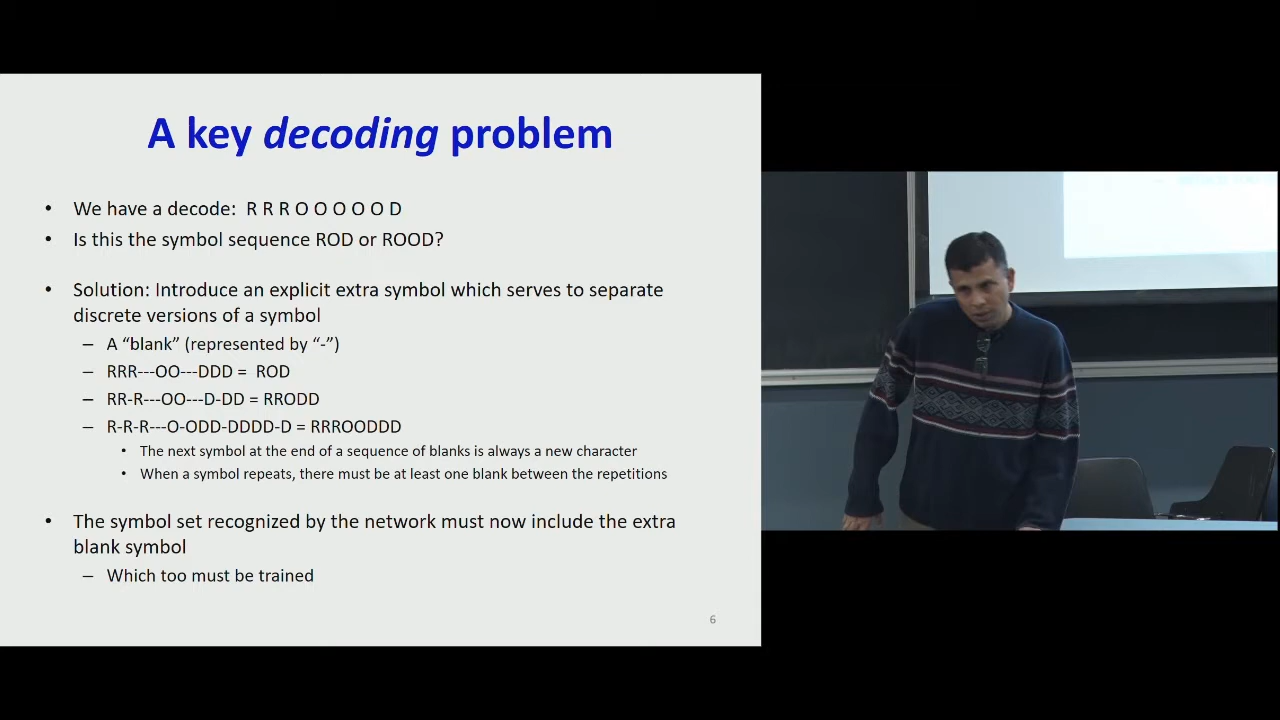 A key decoding problem
• We have a decode: R R R O O O O O D
• Is this the symbol sequence ROD or ROOD?
• Solution: Introduce an explicit extra symbol which serves to separate
discrete versions of a symbol
– A “blank” (represented by “-”)
– RRR---OO---DDD = ROD
– RR-R---OO---D-DD = RRODD
– R-R-R---O-ODD-DDDD-D = RRROODDD
• The next symbol at the end of a sequence of blanks is always a new character
• When a symbol repeats, there must be at least one blank between the repetitions
• The symbol set recognized by the network must now include the extra
blank symbol
– Which too must be trained
6